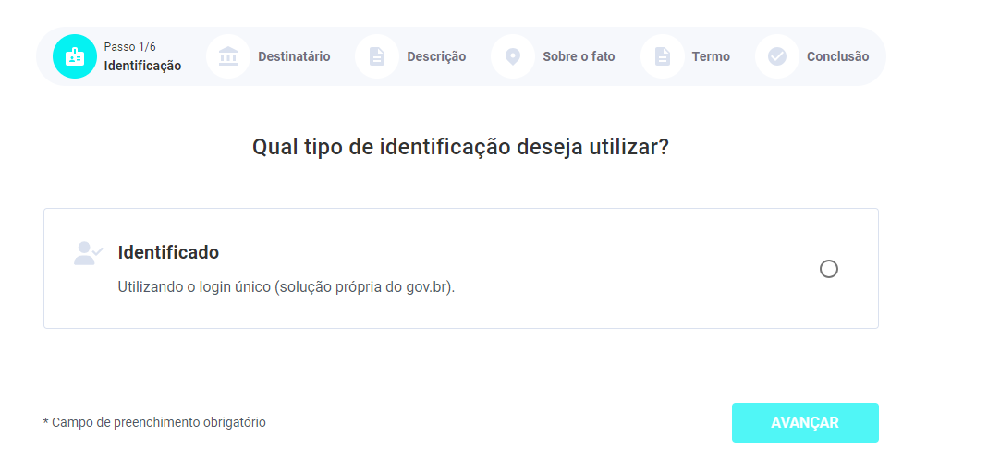 Passo 1/6
Identificação
Destinatário
Descrição
Sobre o fato
Termo
Conclusão
Qual tipo de identificação deseja utilizar?
Identificado
Utilizando o login único (solução própria do gov.br).
* Campo de preenchimento obrigatório
AVANÇAR